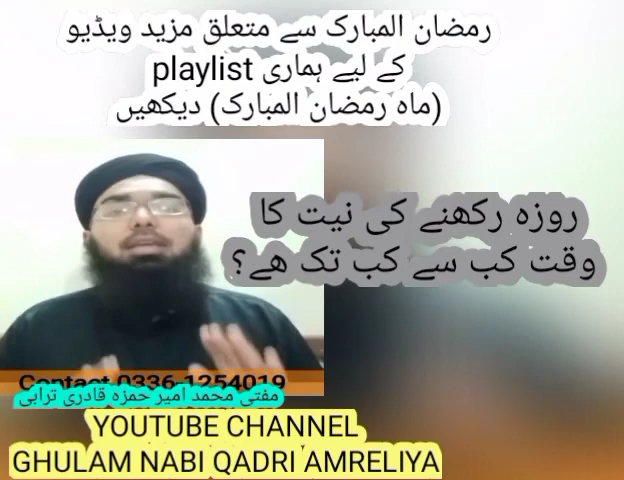 رمضان المبارک سے متعلق مزید ویڈیو
کے لیے ہماری playlist
(ماہ رمضان المبارک) دیکھیں
روزہ رکھنے کی نیت کا
وقت کب سے کب تک ھے؟
Contact 0336-1254019
مفتی محمد امیر حمزہ قادری ترابی
YOUTUBE CHANNEL
GHULAM NABI QADRI AMRELIYA